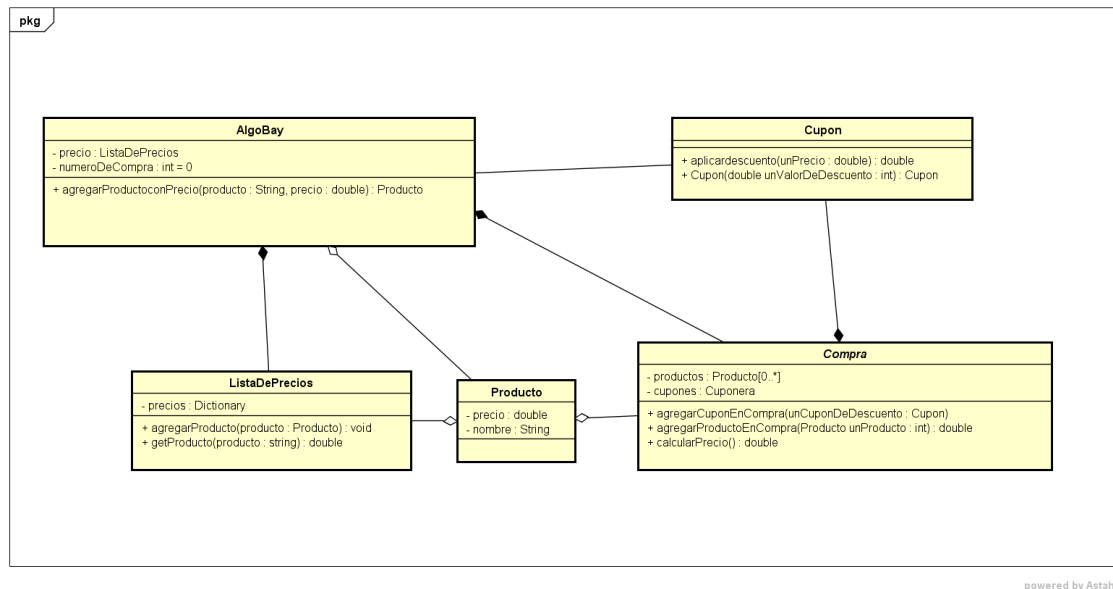 pkg
AlgoBay
- precio : ListaDePrecios
- numeroDeCompra : int = 0
+ agregarProductoconPrecio(producto : String, precio : double) : Producto
Cupon
+ aplicardescuento(unPrecio : double) : double
+ Cupon(double unValorDeDescuento : int) : Cupon
ListaDePrecios
- precios : Dictionary
+ agregarProducto(producto : Producto) : void
+ getProducto(producto : string) : double
Producto
- precio : double
- nombre : String
Compra
- productos : Producto[0..*]
- cupones : Cuponera
+ agregarCuponEnCompra(unCuponDeDescuento : Cupon)
+ agregarProductoEnCompra(Producto unProducto : int) : double
+ calcularPrecio() : double
powered by Astah